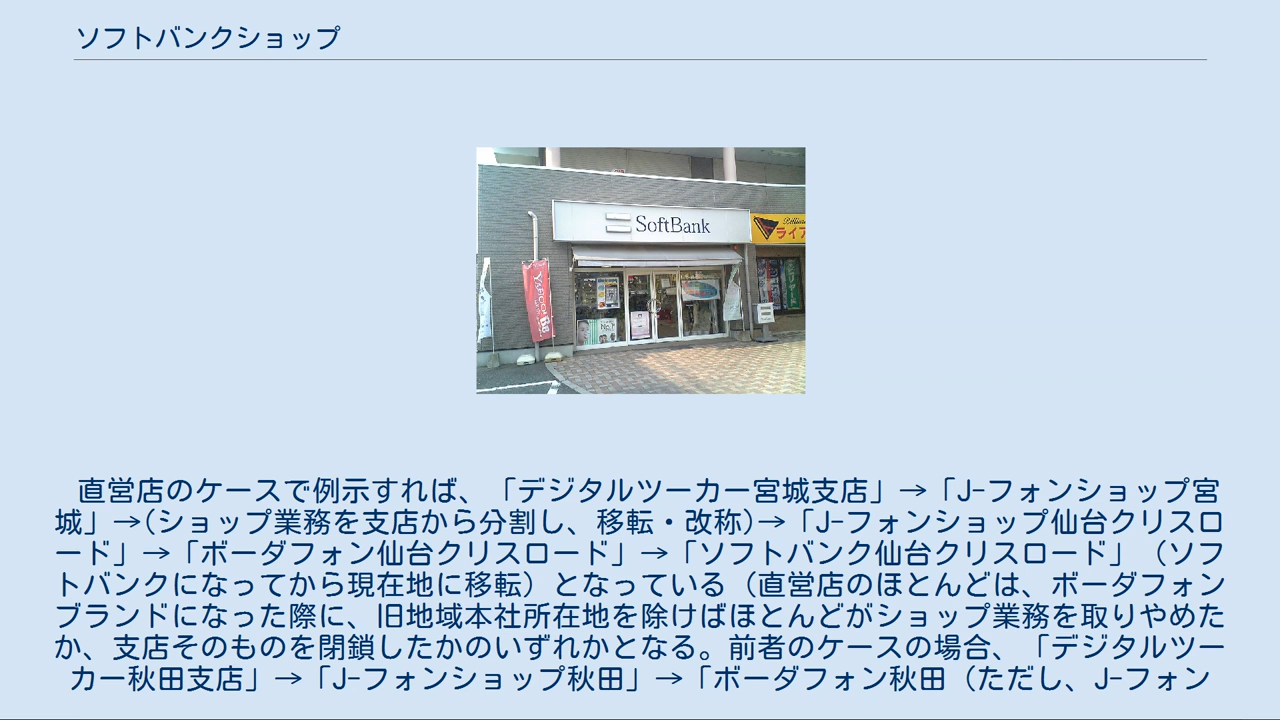 ソフトバンクショップ
SoftBank
ライア
直営店のケースで例示すれば、「デジタルツーカー宮城支店」→「J-フォンショップ宮
城」→(ショップ業務を支店から分割し、移転・改称)→「J-フォンショップ仙台クリスロ
ード」→「ボーダフォン仙台クリスロード」→「ソフトバンク仙台クリスロード」（ソフ
トバンクになってから現在地に移転）となっている（直営店のほとんどは、ボーダフォン
ブランドになった際に、旧地域本社所在地を除けばほとんどがショップ業務を取りやめた
か、支店そのものを閉鎖したかのいずれかとなる。前者のケースの場合、「デジタルツー
カー秋田支店」→「J-フォンショップ秋田」→「ボーダフォン秋田（ただし、J-フォン